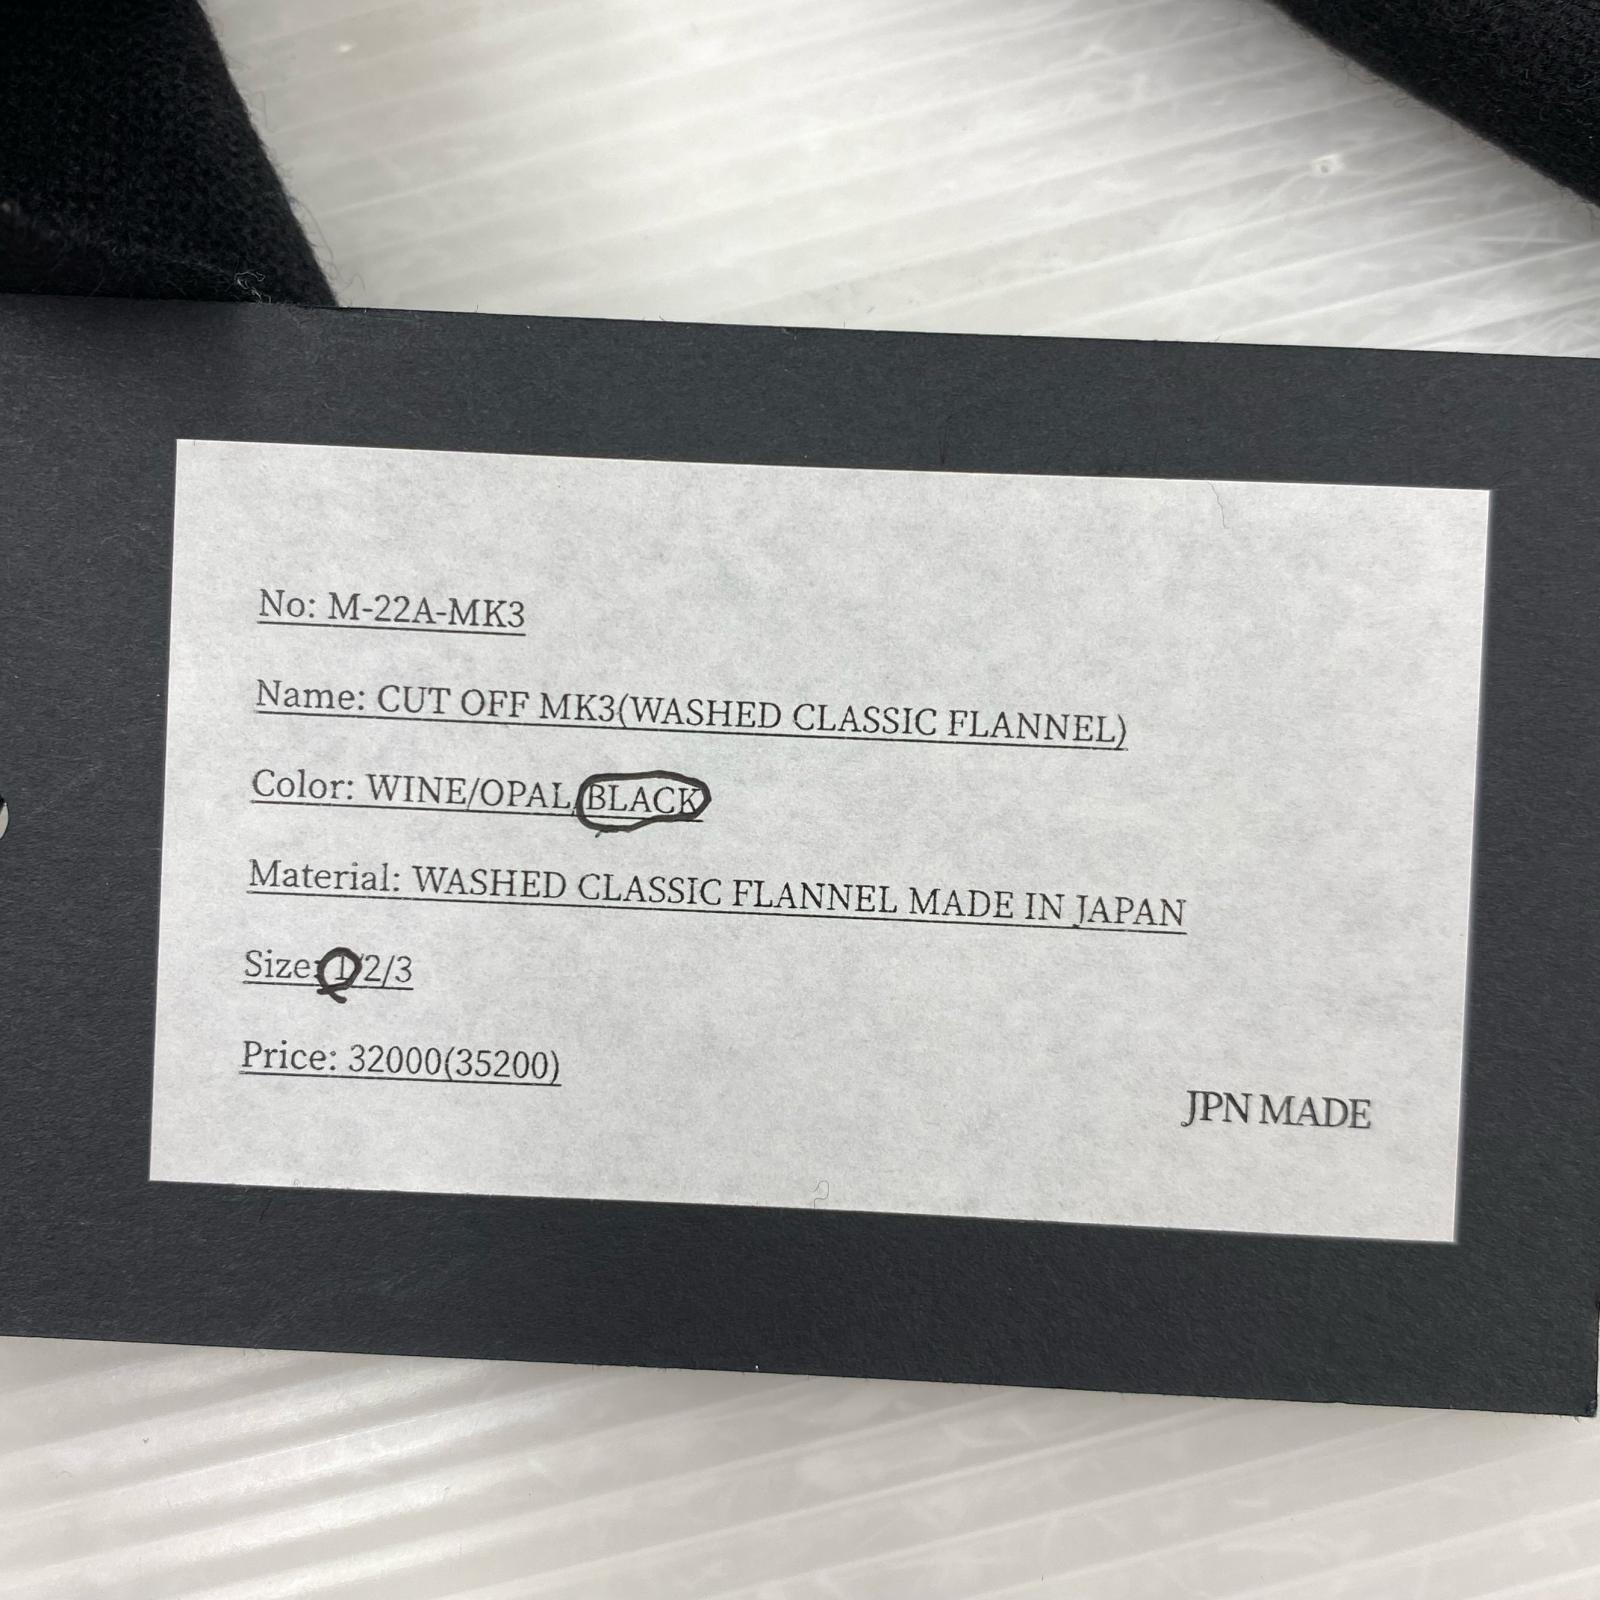 No: M-22A-MK3
Name: CUT OFF MK3(WASHED CLASSIC FLANNEL)
Color: WINE/OPAL/BLACK
Material: WASHED CLASSIC FLANNEL MADE IN JAPAN
Size: 1/2/3
Price: 32000(35200)
JPN MADE